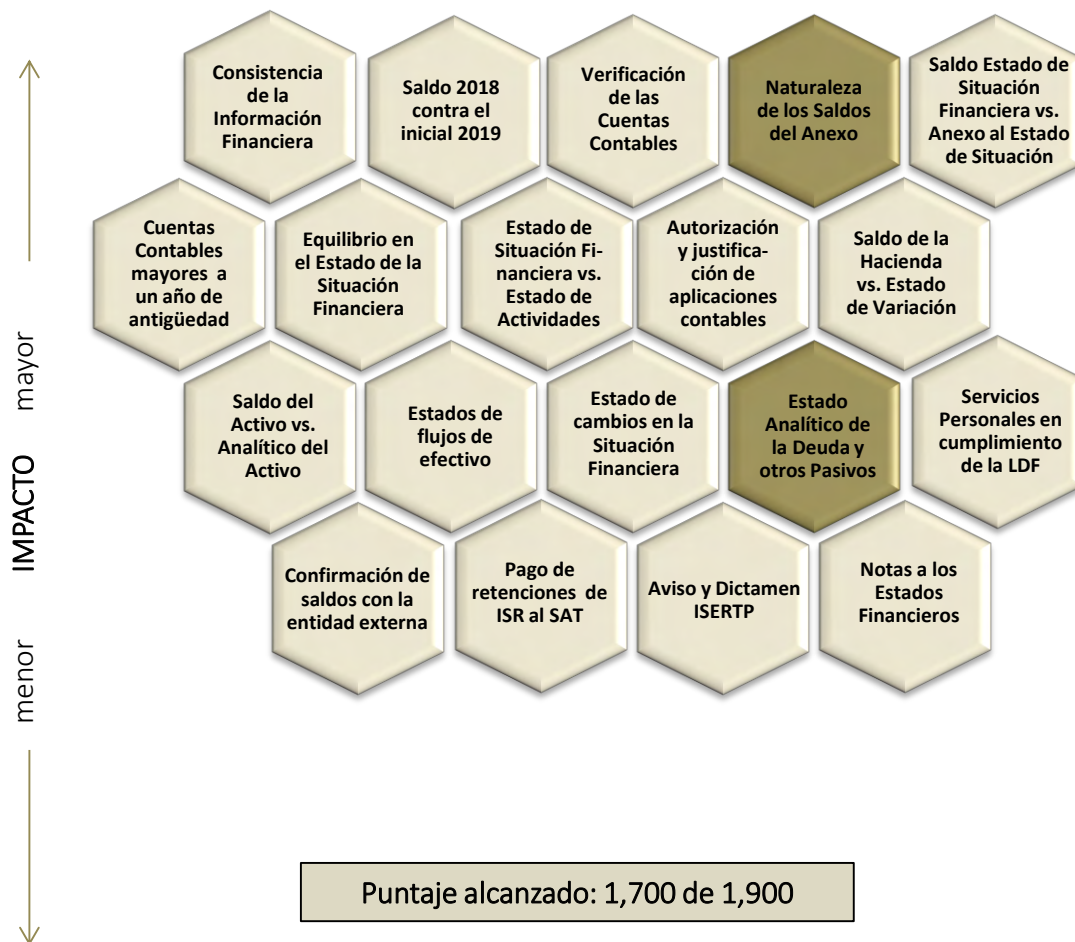 Consistencia
de la
Información
Financiera
Saldo 2018
contra el
inicial 2019
Verificación
de las
Cuentas
Contables
Naturaleza
de los Saldos
del Anexo
Saldo Estado de
Situación
Financiera vs.
Anexo al Estado
de Situación
Cuentas
Contables
mayores a
un año de
antigüedad
Equilibrio en
el Estado de la
Situación
Financiera
Estado de
Situación Fi-
nanciera vs.
Estado de
Actividades
Autorización
y justifica-
ción de
aplicaciones
contables
Saldo de la
Hacienda
vs. Estado
de Variación
Saldo del
Activo vs.
Analítico del
Activo
Estados de
flujos de
efectivo
Estado de
cambios en la
Situación
Financiera
Estado
Analítico de
la Deuda y
otros Pasivos
Servicios
Personales en
cumplimiento
de la LDF
Confirmación de
saldos con la
entidad externa
Pago de
retenciones de
ISR al SAT
Aviso y Dictamen
ISERTP
Notas a los
Estados
Financieros
menor IMPACTO mayor
Puntaje alcanzado: 1,700 de 1,900